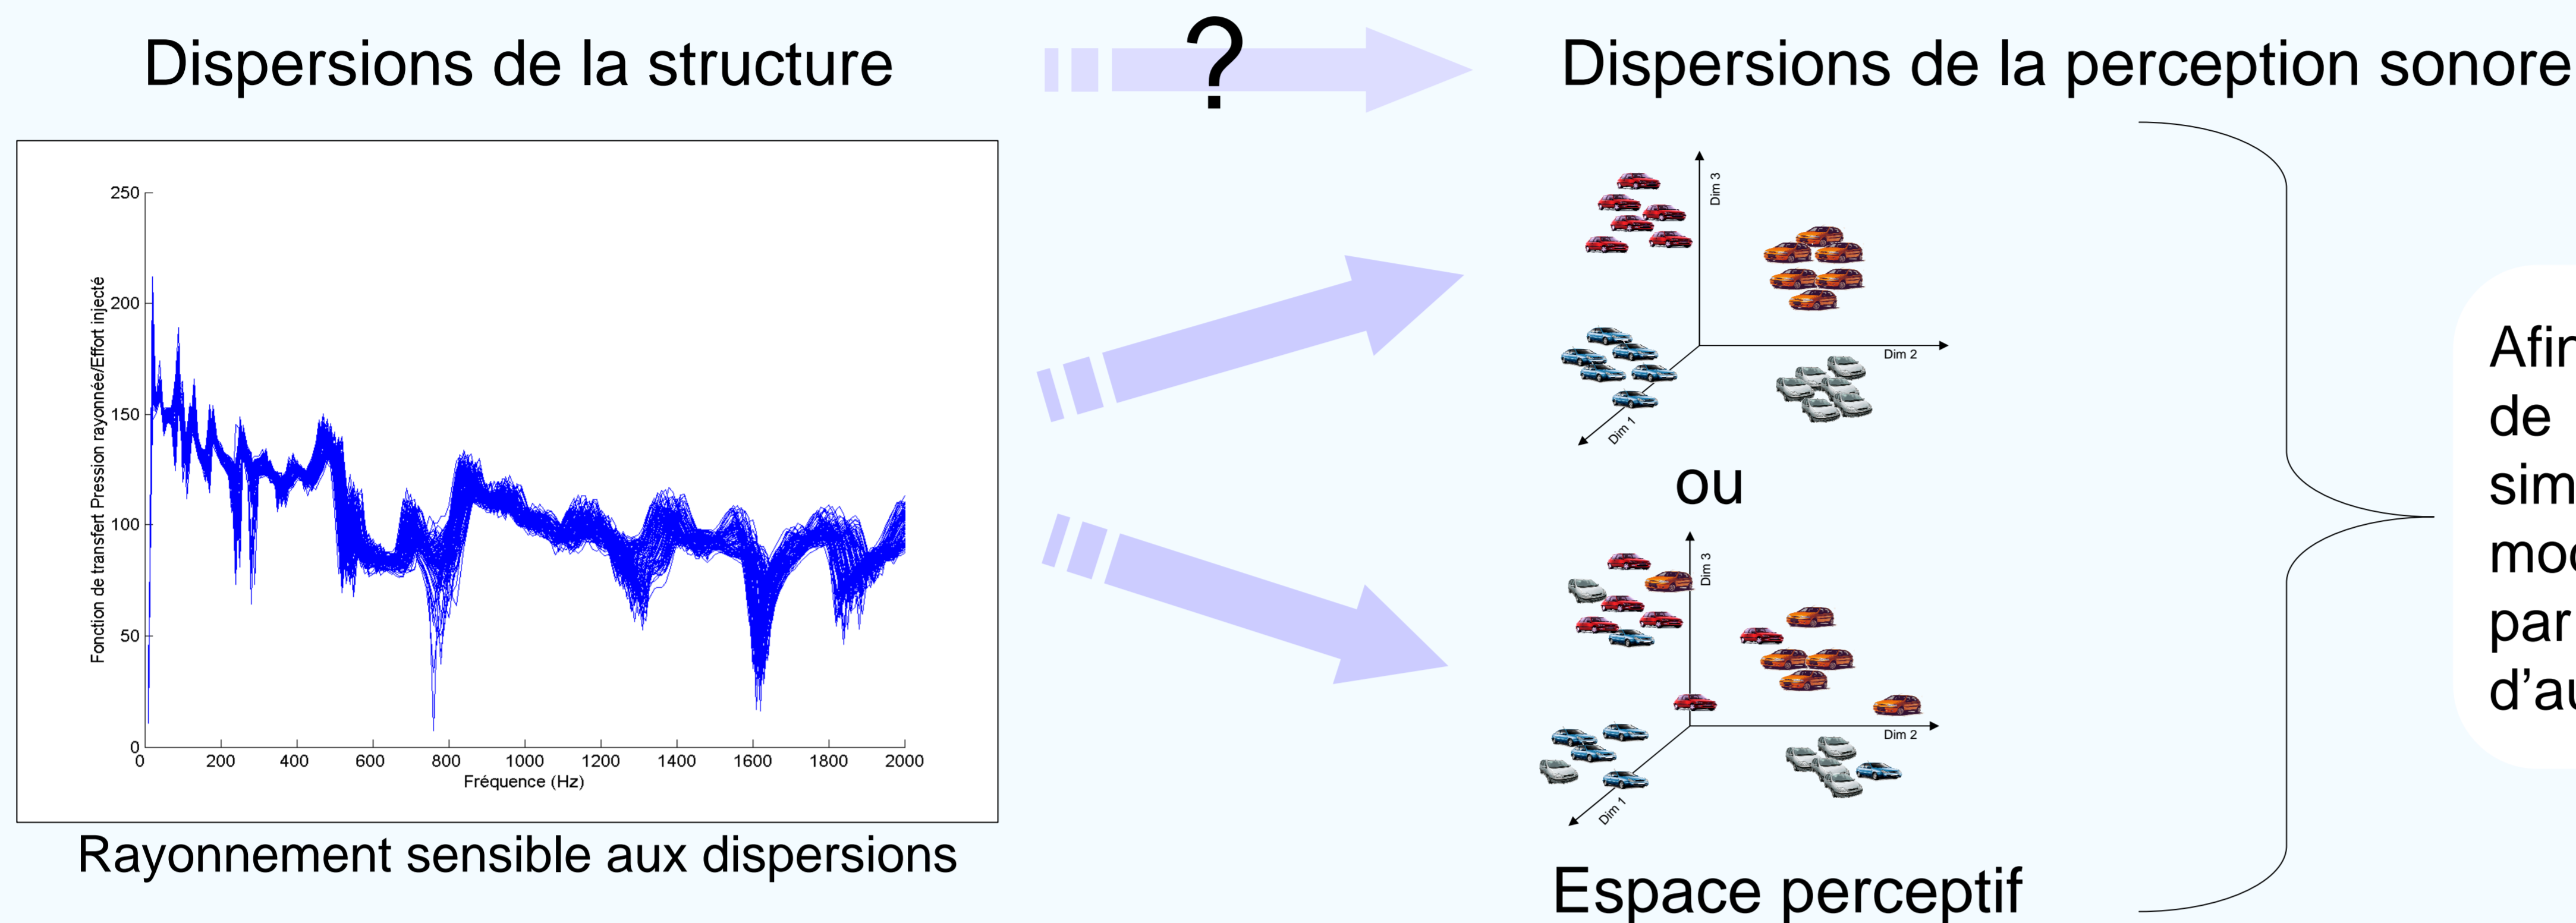 Dispersions de la structure
?
Dispersions de la perception sonore
250
200
150
100
50
0
Fonction de transfert Pression rayonnée/Effort injecté
0
200
400
600
800
1000
1200
1400
1600
1800
2000
Fréquence (Hz)
Rayonnement sensible aux dispersions
Dim 3
Dim 2
Dim 1
ou
Dim 3
Dim 2
Dim 1
Espace perceptif
de
par